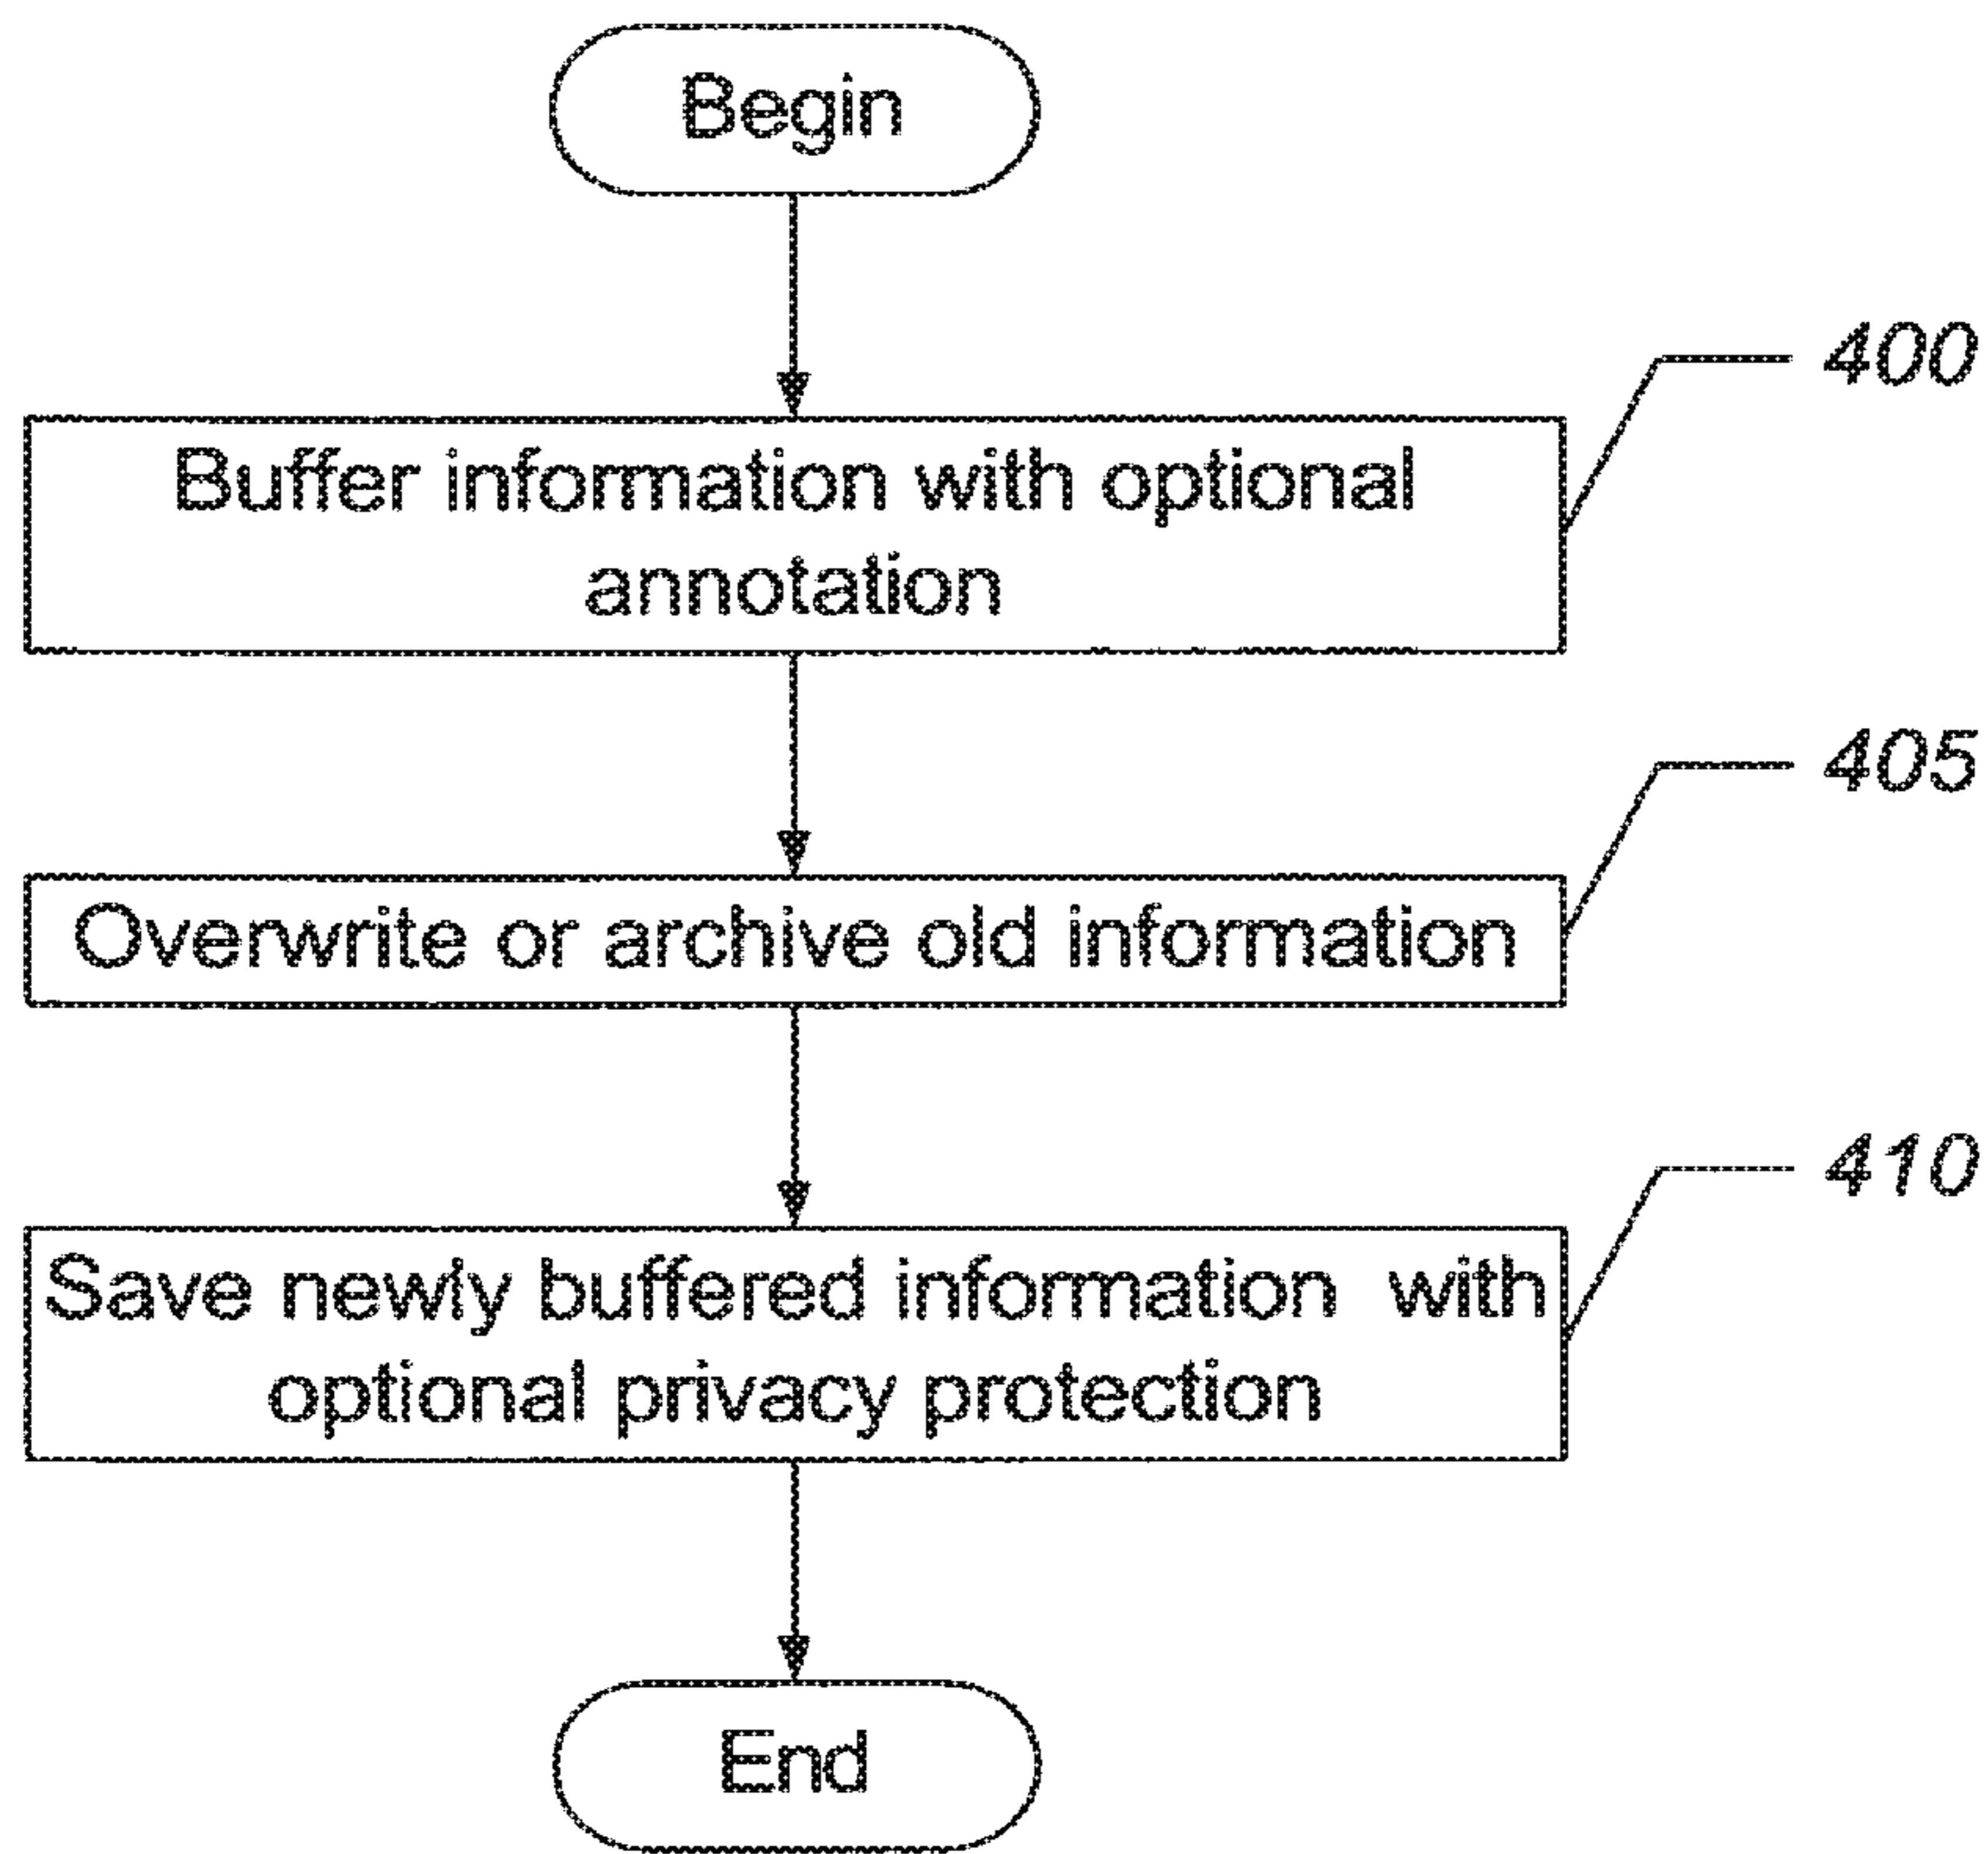 Begin
400
Buffer information with optional
annotation
405
Overwrite or archive old information
410
Save newly buffered information with
optional privacy protection
End